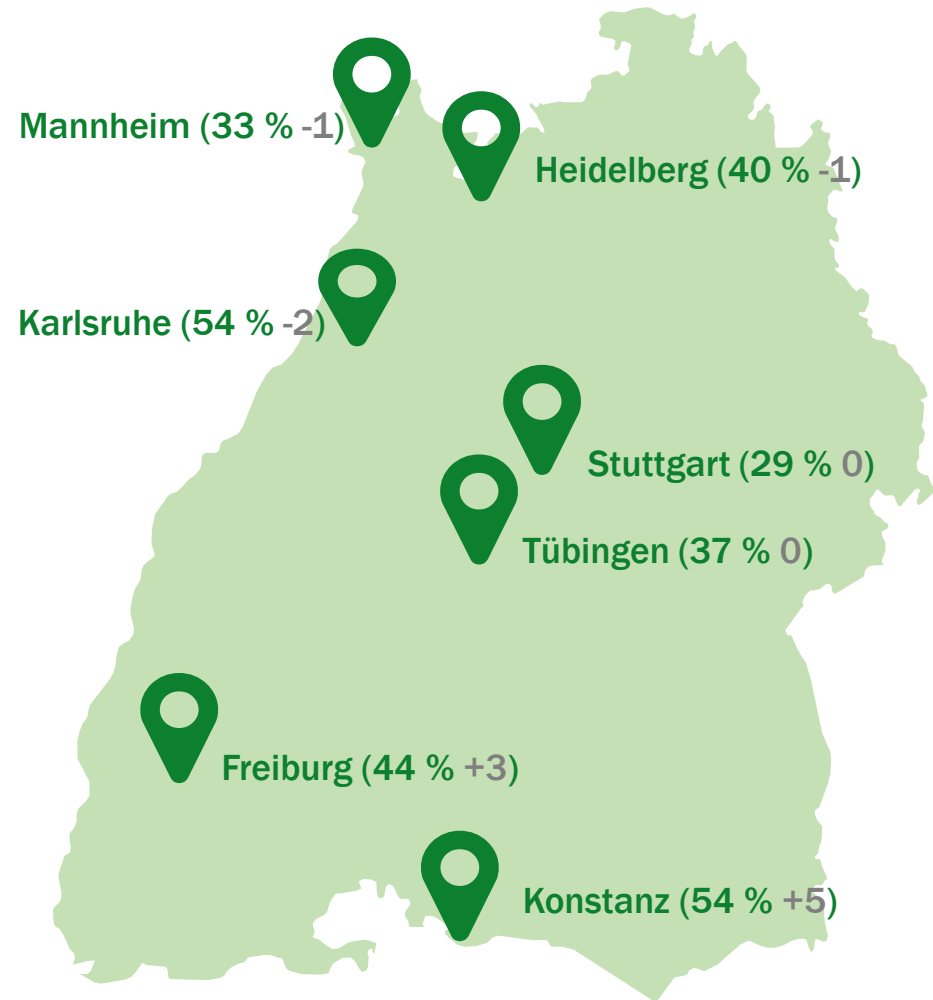 Mannheim (33 % -1)
Heidelberg (40 % -1)
Karlsruhe (54 % -2)
Stuttgart (29 % 0)
Tübingen (37 % 0)
Freiburg (44 % +3)
Konstanz (54 % +5)